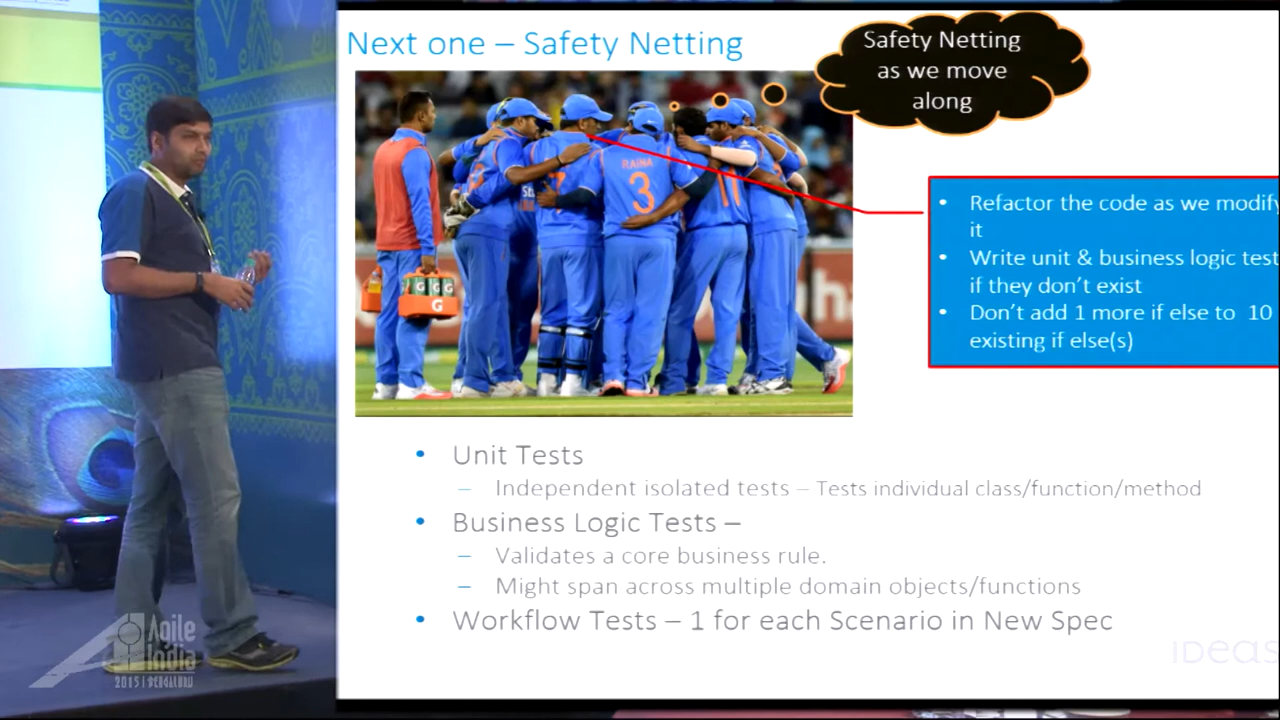 Next one – Safety Netting
Safety Netting
as we move
along
RAINA
3
7
11
G
G
• Refactor the code as we modify
it
• Write unit & business logic test
if they don't exist
• Don't add 1 more if else to 10
existing if else(s)
• Unit Tests
– Independent isolated tests – Tests individual class/function/method
• Business Logic Tests –
– Validates a core business rule.
– Might span across multiple domain objects/functions
• Workflow Tests – 1 for each Scenario in New Spec
IDeaS
Agile
India
2015 | BENGALURU